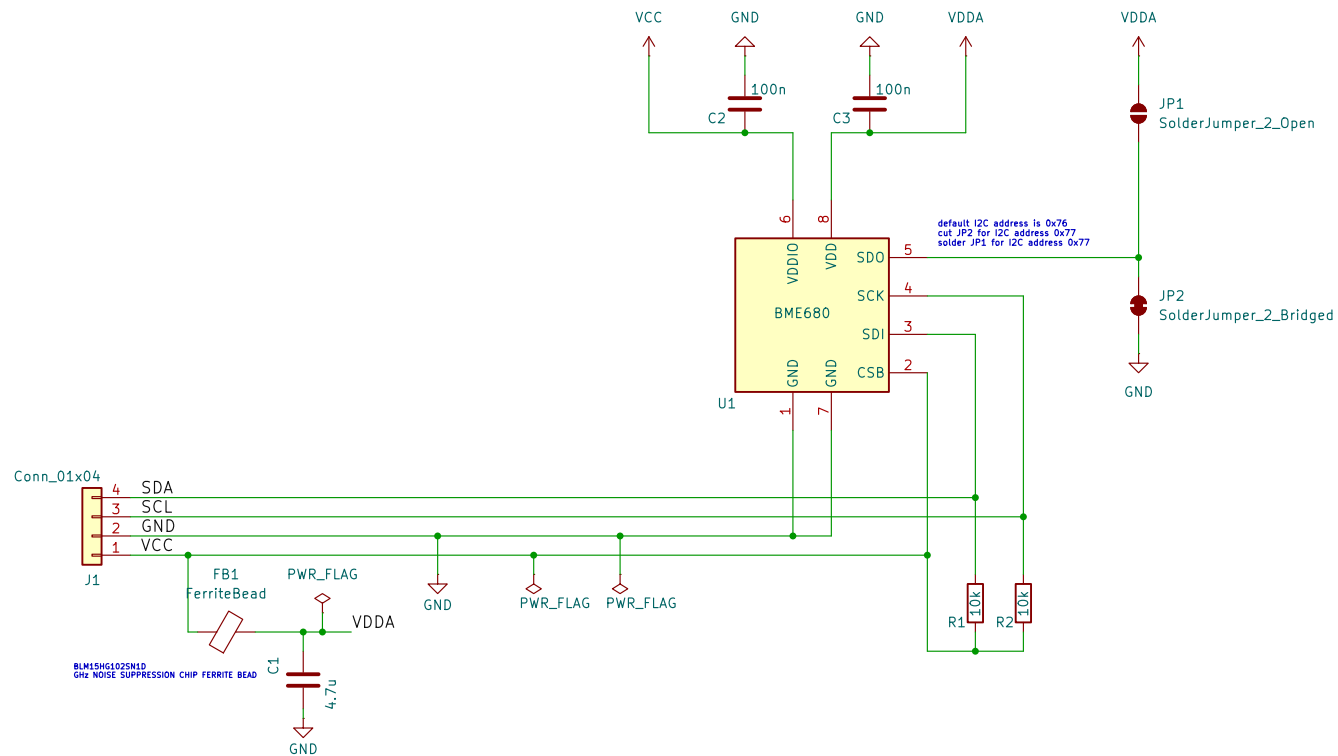 VCC
GND
GND
VDDA
VDDA
100n
C2
100n
C3
JP1
SolderJumper_2_Open
6
8
default I2C address is 0x76
cut JP2 for I2C address 0x77
solder JP1 for I2C address 0x77
VDDIO
VDD
SDO
5
SCK
4
BME680
SDI
3
CSB
2
GND
GND
U1
1
7
JP2
SolderJumper_2_Bridged
GND
Conn_01x04
4
SDA
3
SCL
2
GND
1
VCC
J1
FB1
FerriteBead
PWR_FLAG
GND
PWR_FLAG
PWR_FLAG
R1
10k
R2
10k
VDDA
BLM15HG102SN1D
GHz NOISE SUPPRESSION CHIP FERRITE BEAD
C1
4.7u
GND